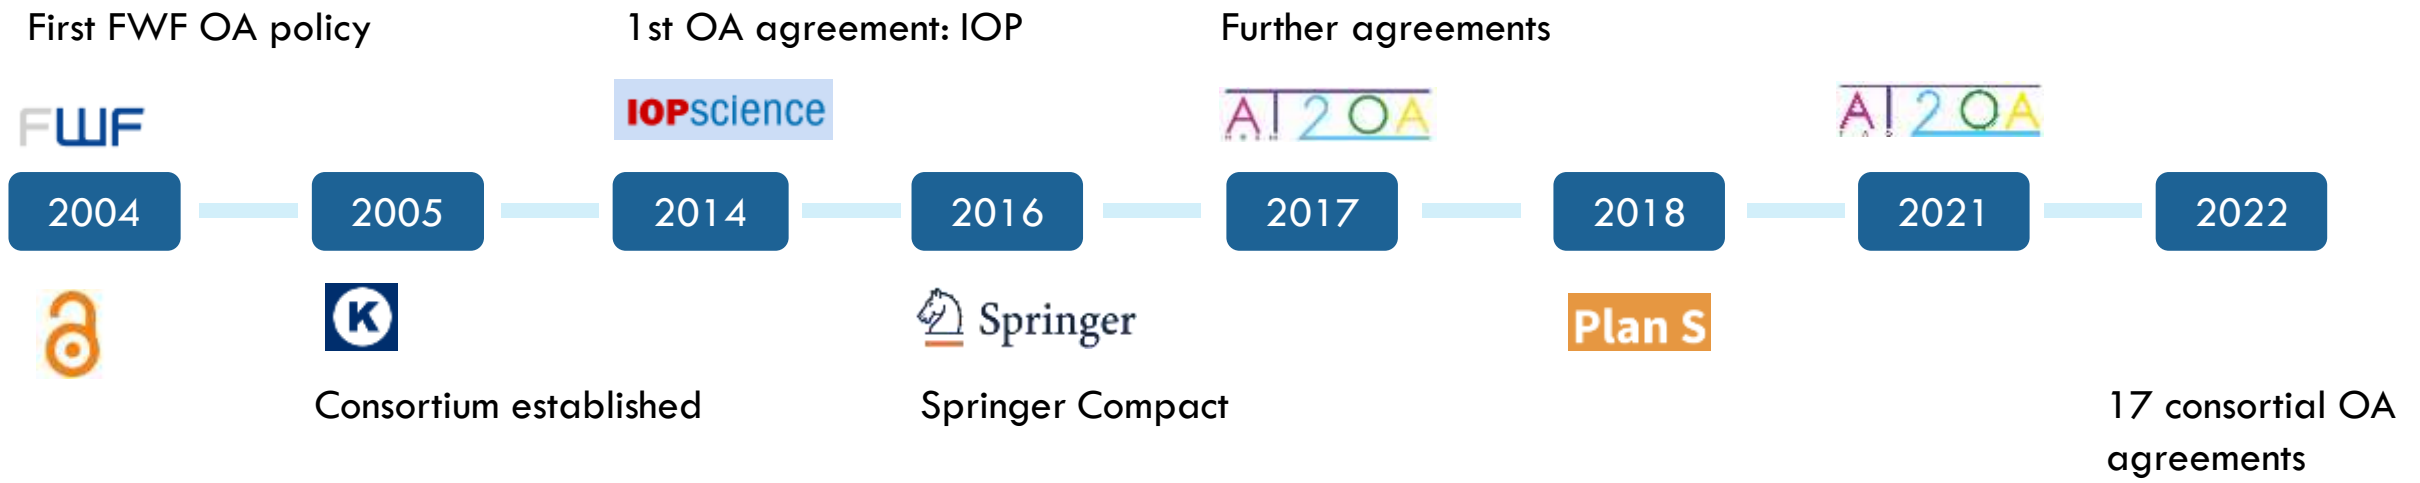 First FWF OA policy
1st OA agreement: IOP
Further agreements
FWF
IOPscience
AT2OA
AT2OA
2004
2005
2014
2016
2017
2018
2021
2022
K
Springer
Plan S
Consortium established
Springer Compact
17 consortial OA
agreements